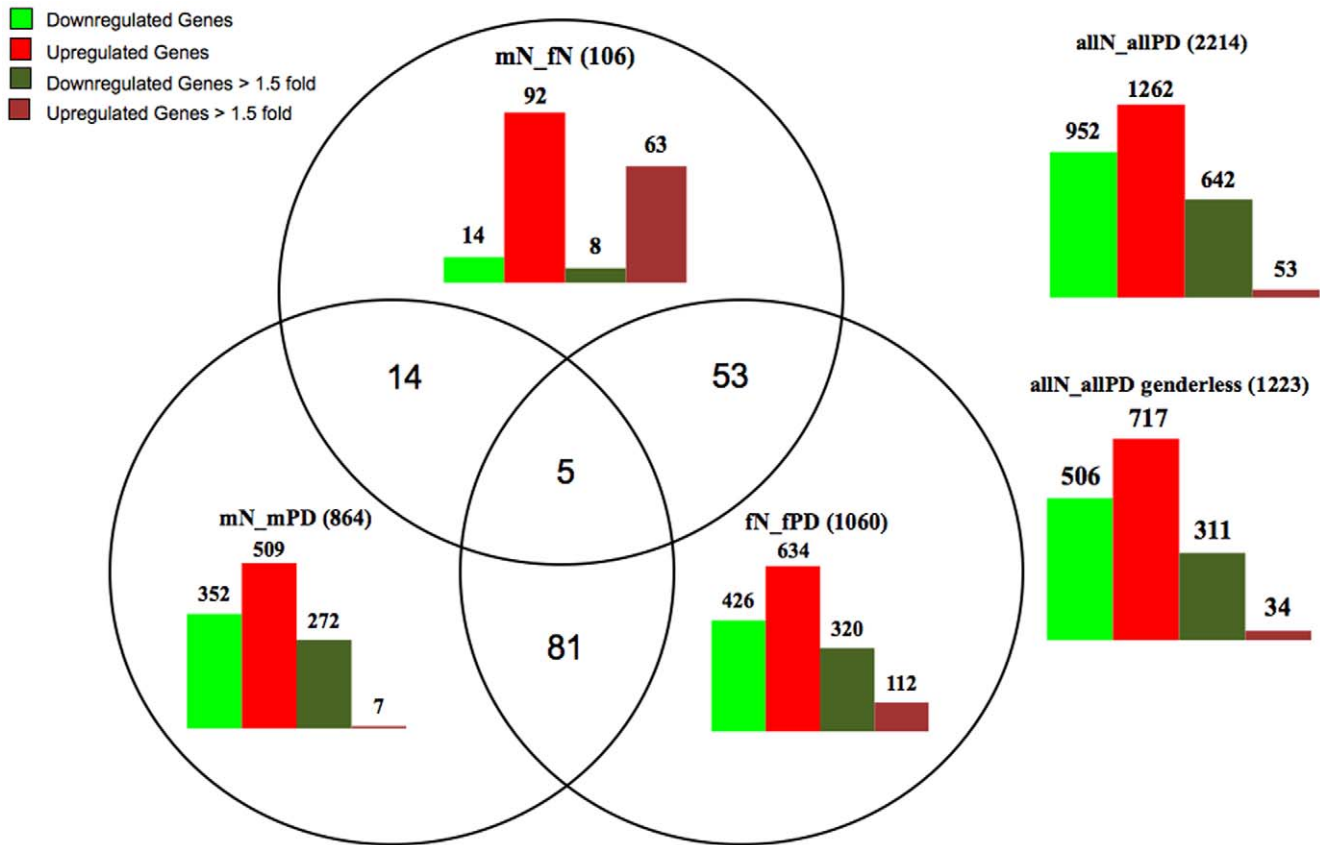 Downregulated Genes
Upregulated Genes
Downregulated Genes > 1.5 fold
Upregulated Genes > 1.5 fold
mN_fN (106)
92
63
14
8
allN_allPD (2214)
1262
952
642
53
14
53
5
81
allN_allPD genderless (1223)
717
506
311
34
mN_mPD (864)
509
352
272
7
fN_fPD (1060)
634
426
320
112